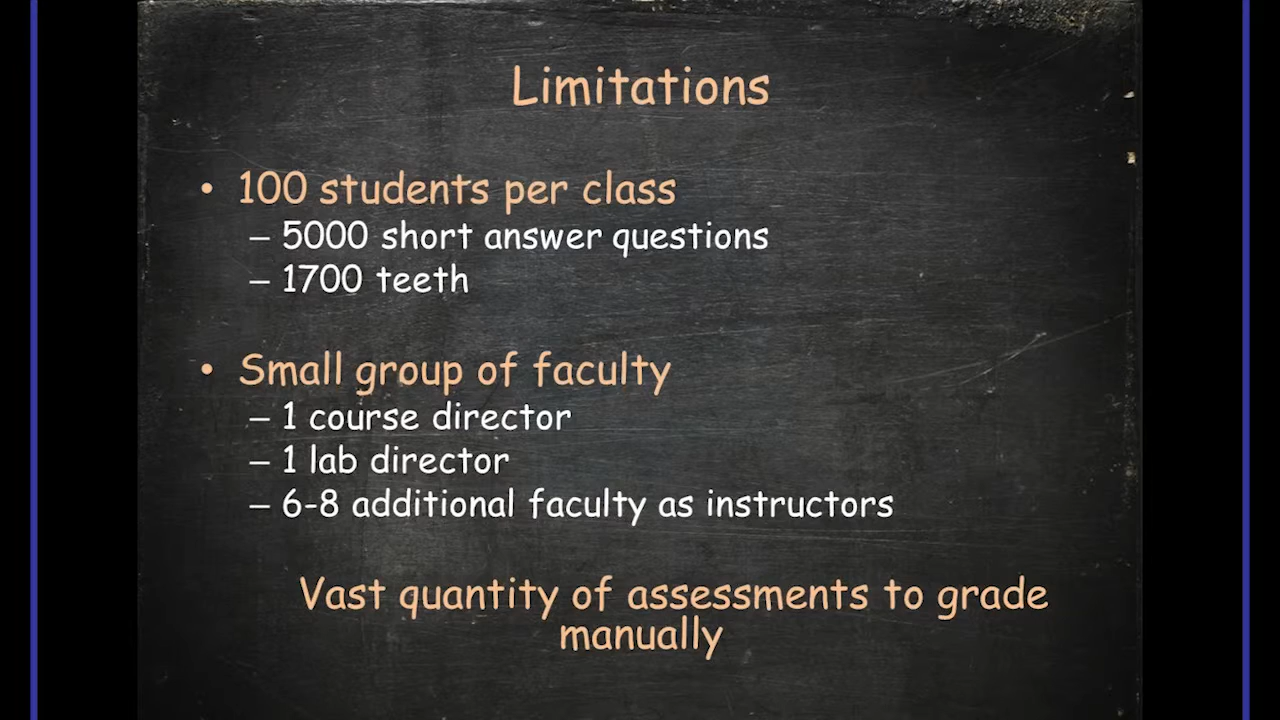 Limitations
• 100 students per class
– 5000 short answer questions
– 1700 teeth
• Small group of faculty
– 1 course director
– 1 lab director
– 6-8 additional faculty as instructors
Vast quantity of assessments to grade
manually